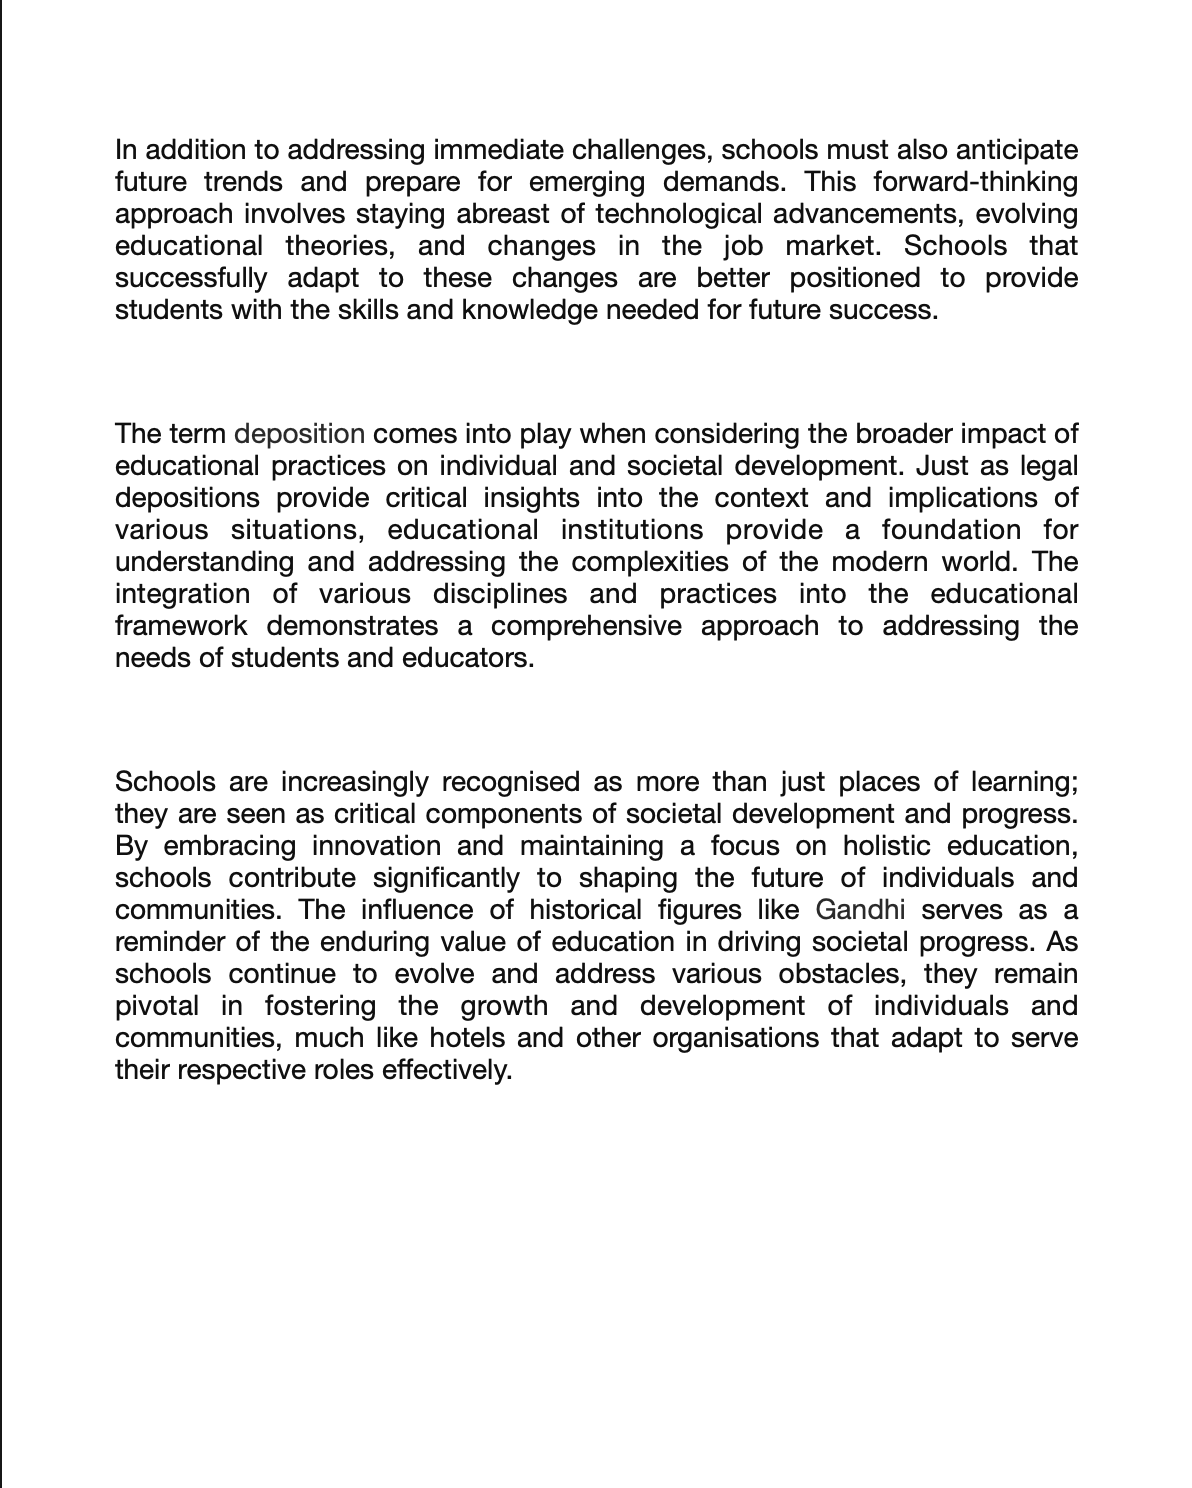 In addition to addressing immediate challenges, schools must also anticipate
future trends and prepare for emerging demands. This forward-thinking
approach involves staying abreast of technological advancements, evolving
educational theories, and changes in the job market. Schools that
successfully adapt to these changes are better positioned to provide
students with the skills and knowledge needed for future success.
The term deposition comes into play when considering the broader impact of
educational practices on individual and societal development. Just as legal
depositions provide critical insights into the context and implications of
various situations, educational institutions provide a foundation for
understanding and addressing the complexities of the modern world. The
integration of various disciplines and practices into the educational
framework demonstrates a comprehensive approach to addressing the
needs of students and educators.
Schools are increasingly recognised as more than just places of learning;
they are seen as critical components of societal development and progress.
By embracing innovation and maintaining a focus on holistic education,
schools contribute significantly to shaping the future of individuals and
communities. The influence of historical figures like Gandhi serves as a
reminder of the enduring value of education in driving societal progress. As
schools continue to evolve and address various obstacles, they remain
pivotal in fostering the growth and development of individuals and
communities, much like hotels and other organisations that adapt to serve
their respective roles effectively.